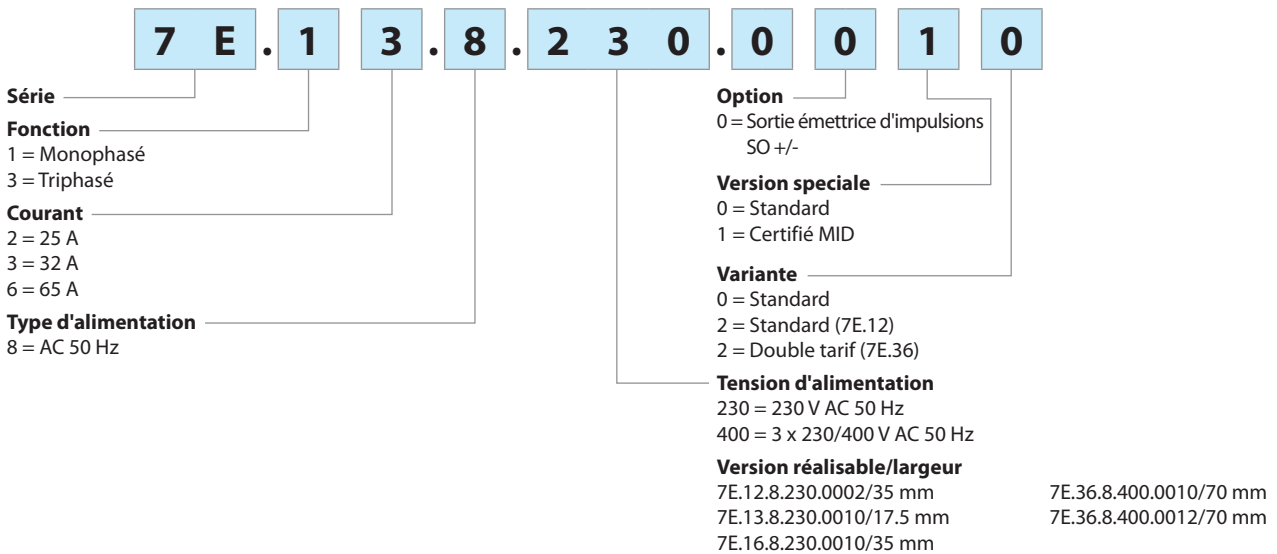 7 E . 1 3 . 8 . 2 3 0 . 0 0 1 0
Série
Fonction
1 = Monophasé
3 = Triphasé
Courant
2 = 25 A
3 = 32 A
6 = 65 A
Type d'alimentation
8 = AC 50 Hz
Option
0 = Sortie émettrice d'impulsions
SO +/-
Version speciale
0 = Standard
1 = Certifié MID
Variante
0 = Standard
2 = Standard (7E.12)
2 = Double tarif (7E.36)
Tension d'alimentation
230 = 230 V AC 50 Hz
400 = 3 x 230/400 V AC 50 Hz
Version réalisable/largeur
7E.12.8.230.0002/35 mm
7E.13.8.230.0010/17.5 mm
7E.16.8.230.0010/35 mm
7E.36.8.400.0010/70 mm
7E.36.8.400.0012/70 mm